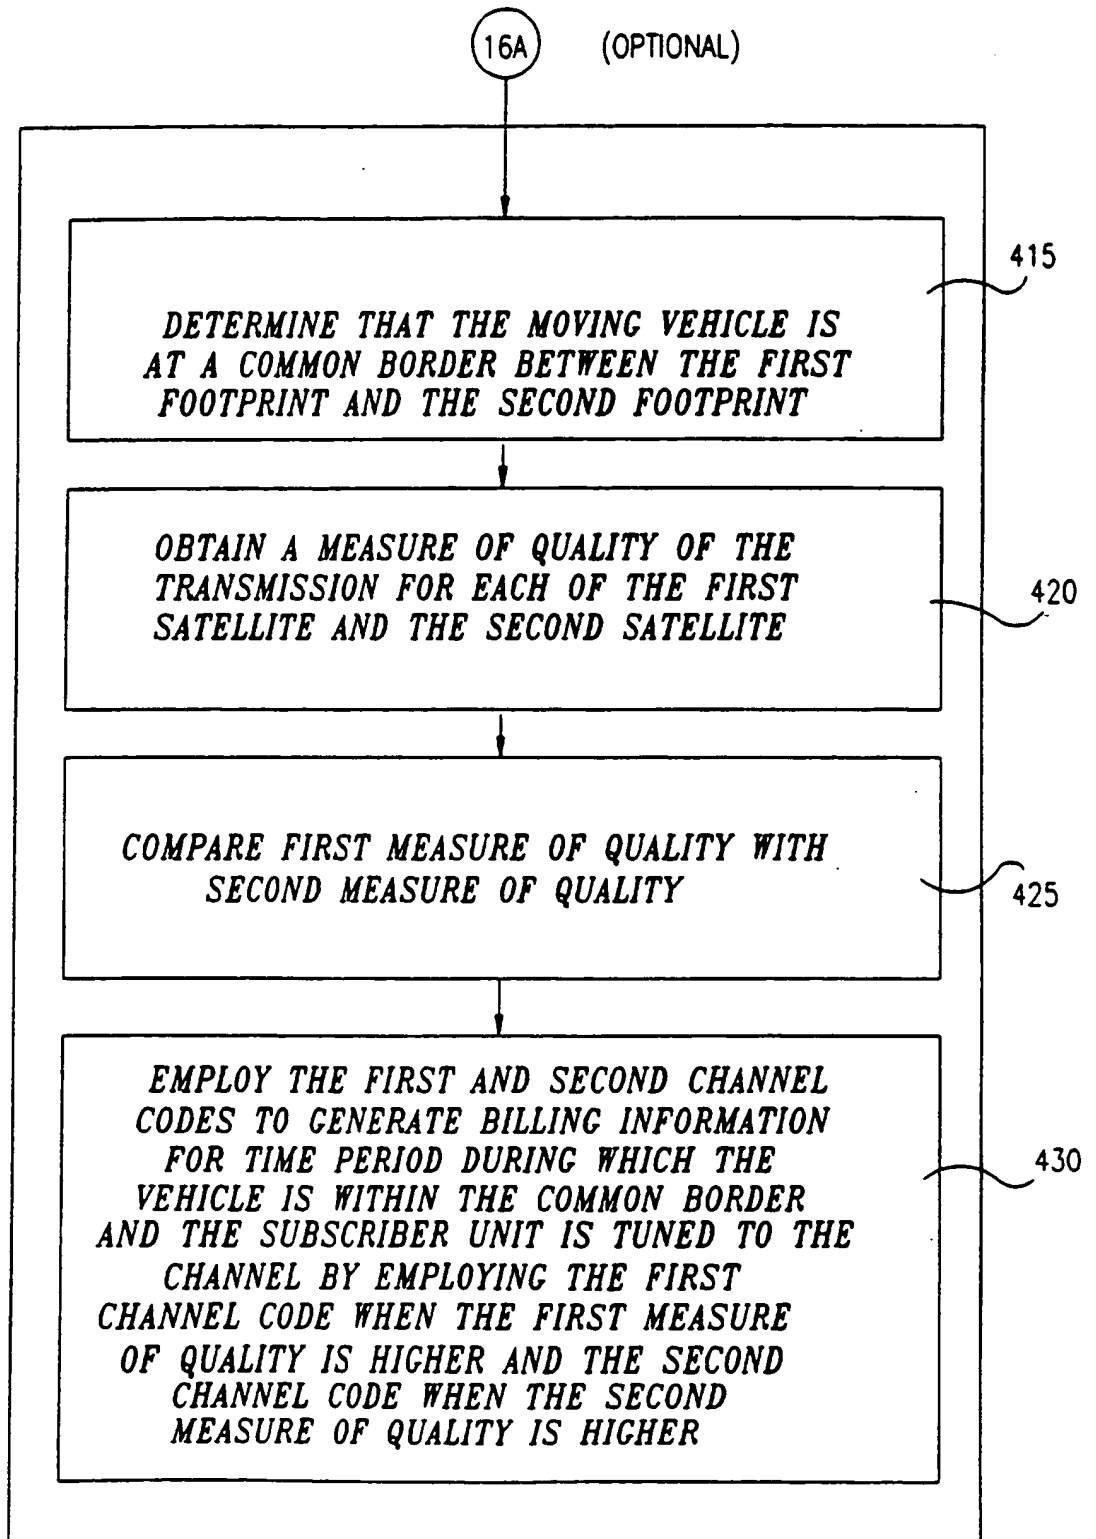 16A (OPTIONAL)
415
DETERMINE THAT THE MOVING VEHICLE IS
AT A COMMON BORDER BETWEEN THE FIRST
FOOTPRINT AND THE SECOND FOOTPRINT
OBTAIN A MEASURE OF QUALITY OF THE
TRANSMISSION FOR EACH OF THE FIRST
SATELLITE AND THE SECOND SATELLITE
420
COMPARE FIRST MEASURE OF QUALITY WITH
SECOND MEASURE OF QUALITY
425
EMPLOY THE FIRST AND SECOND CHANNEL
CODES TO GENERATE BILLING INFORMATION
FOR TIME PERIOD DURING WHICH THE
VEHICLE IS WITHIN THE COMMON BORDER
AND THE SUBSCRIBER UNIT IS TUNED TO THE
CHANNEL BY EMPLOYING THE FIRST
CHANNEL CODE WHEN THE FIRST MEASURE
OF QUALITY IS HIGHER AND THE SECOND
CHANNEL CODE WHEN THE SECOND
MEASURE OF QUALITY IS HIGHER
430